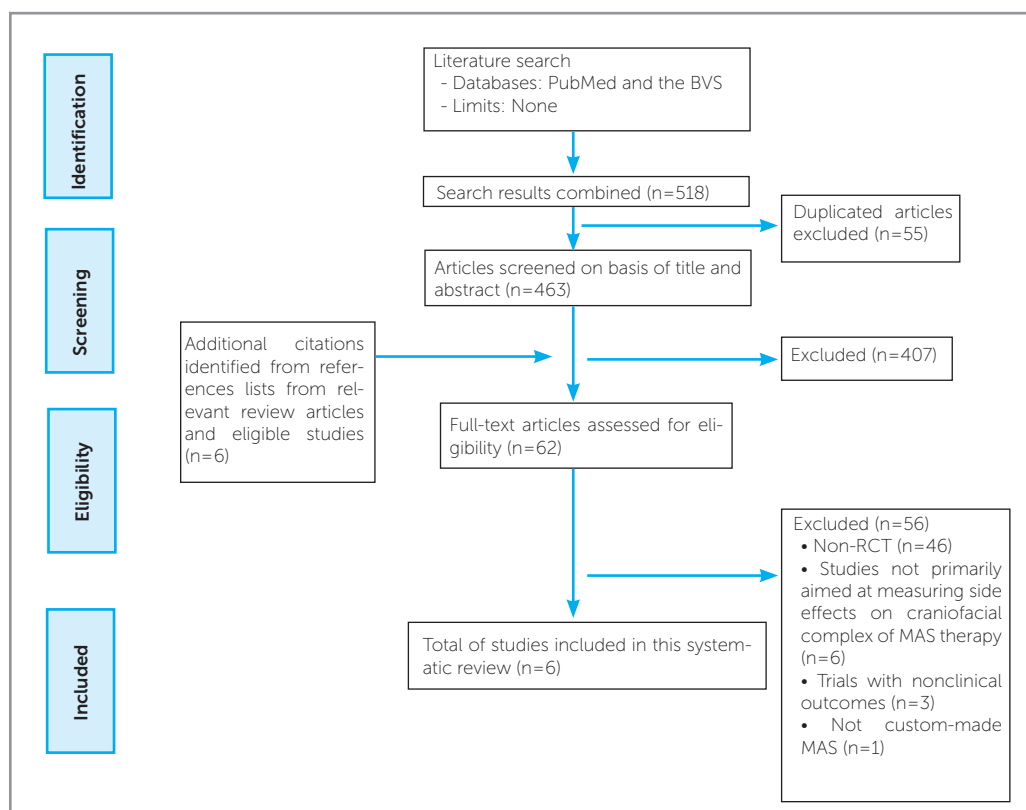 Identification
Literature search
- Databases: PubMed and the BVS
- Limits: None
Search results combined (n=518)
Duplicated articles
excluded (n=55)
Screening
Articles screened on basis of title and
abstract (n=463)
Additional citations
identified from refer-
ences lists from rel-
evant review articles
and eligible studies
(n=6)
Excluded (n=407)
Eligibility
Full-text articles assessed for eli-
gibility (n=62)
Excluded (n=56)
• Non-RCT (n=46)
• Studies not primarily
aimed at measuring side
effects on craniofacial
complex of MAS therapy
(n=6)
• Trials with nonclinical
outcomes (n=3)
• Not custom-made
MAS (n=1)
Included
Total of studies included in this system-
atic review (n=6)